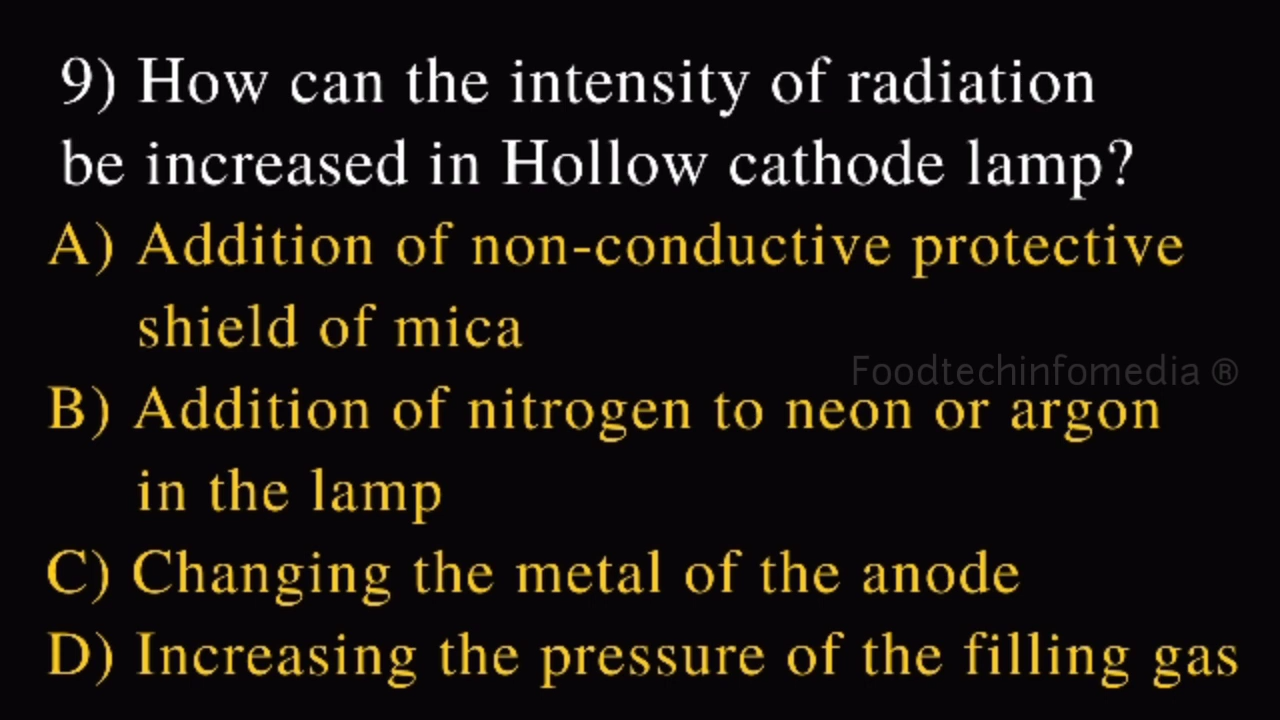 9) How can the intensity of radiation
be increased in Hollow cathode lamp?
A) Addition of non-conductive protective
shield of mica
Foodtechinfomedia ®
B) Addition of nitrogen to neon or argon
in the lamp
C) Changing the metal of the anode
D) Increasing the pressure of the filling gas